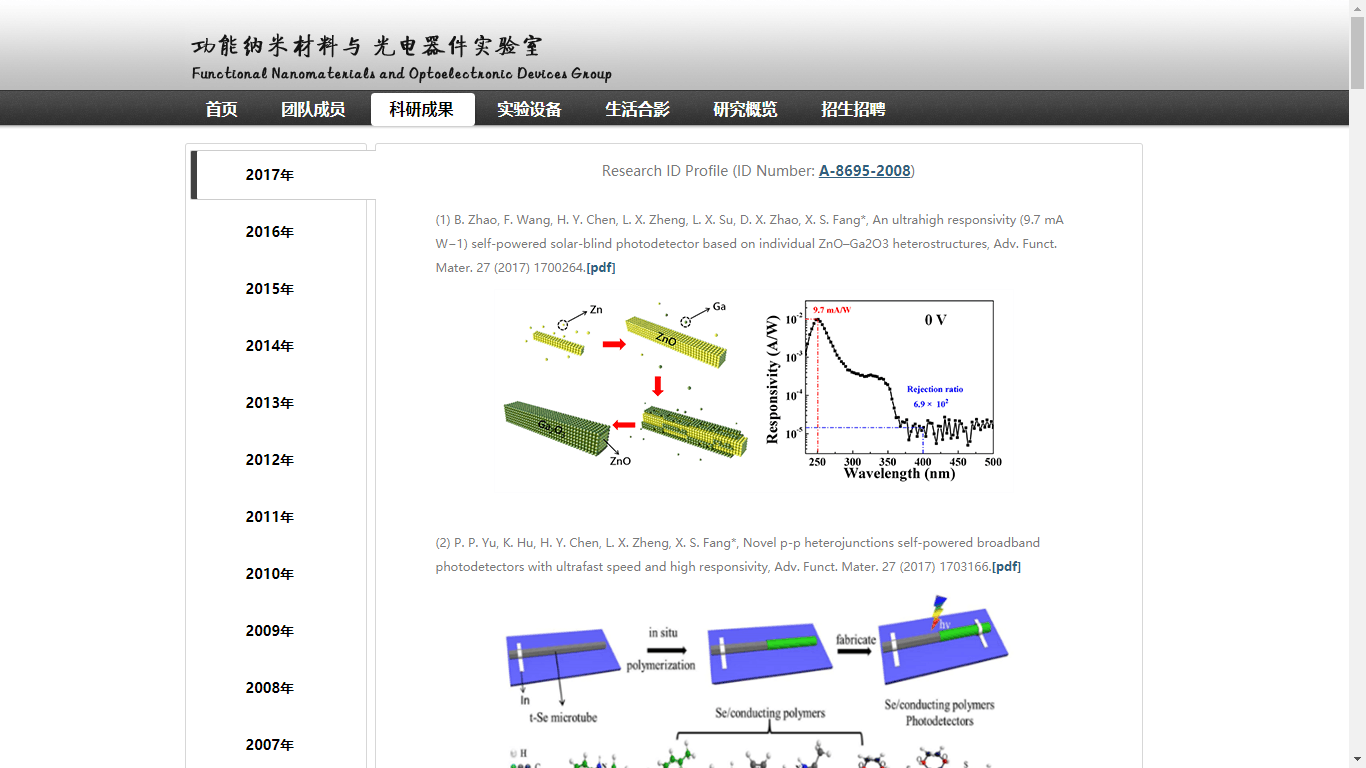 功能纳米材料与 光电器件实验室
Functional Nanomaterials and Optoelectronic Devices Group
首页 团队成员 科研成果 实验设备 生活合影 研究概览 招生招聘
2017年
2016年
2015年
2014年
2013年
2012年
2011年
2010年
2009年
2008年
2007年
Research ID Profile (ID Number: A-8695-2008)
(1) B. Zhao, F. Wang, H. Y. Chen, L. X. Zheng, L. X. Su, D. X. Zhao, X. S. Fang*, An ultrahigh responsivity (9.7 mA
W−1) self-powered solar-blind photodetector based on individual ZnO–Ga2O3 heterostructures, Adv. Funct.
Mater. 27 (2017) 1700264.[pdf]
Zn
Ga
ZnO
Ga₂O₃
ZnO
9.7 mA/W
0 V
Rejection ratio
6.9 × 10²
Responsivity (A/W)
10⁻²
10⁻³
10⁻⁴
10⁻⁵
250 300 350 400 450 500
Wavelength (nm)
(2) P. P. Yu, K. Hu, H. Y. Chen, L. X. Zheng, X. S. Fang*, Novel p-p heterojunctions self-powered broadband
photodetectors with ultrafast speed and high responsivity, Adv. Funct. Mater. 27 (2017) 1703166.[pdf]
in situ
polymerization
fabricate
hν
In
t-Se microtube
Se/conducting polymers
Se/conducting polymers
Photodetectors
H